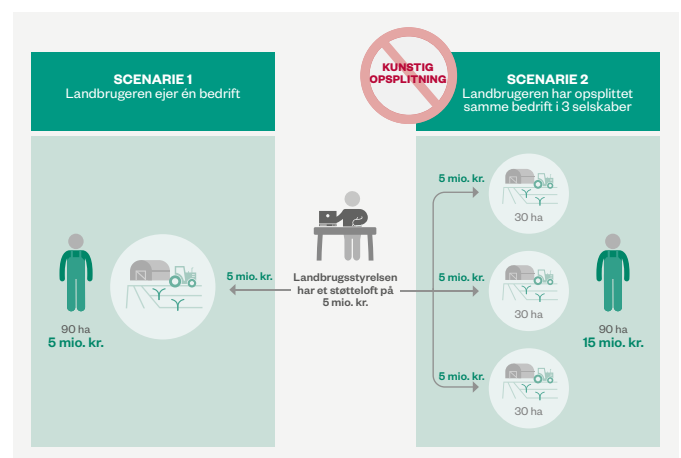 SCENARIE 1
Landbrugeren ejer én bedrift
KUNSTIG
OPSPLITNING
SCENARIE 2
Landbrugeren har opsplittet
samme bedrift i 3 selskaber
90 ha
5 mio. kr.
5 mio. kr.
Landbrugsstyrelsen
har et støtteloft på
5 mio. kr.
5 mio. kr.
30 ha
5 mio. kr.
30 ha
5 mio. kr.
30 ha
90 ha
15 mio. kr.